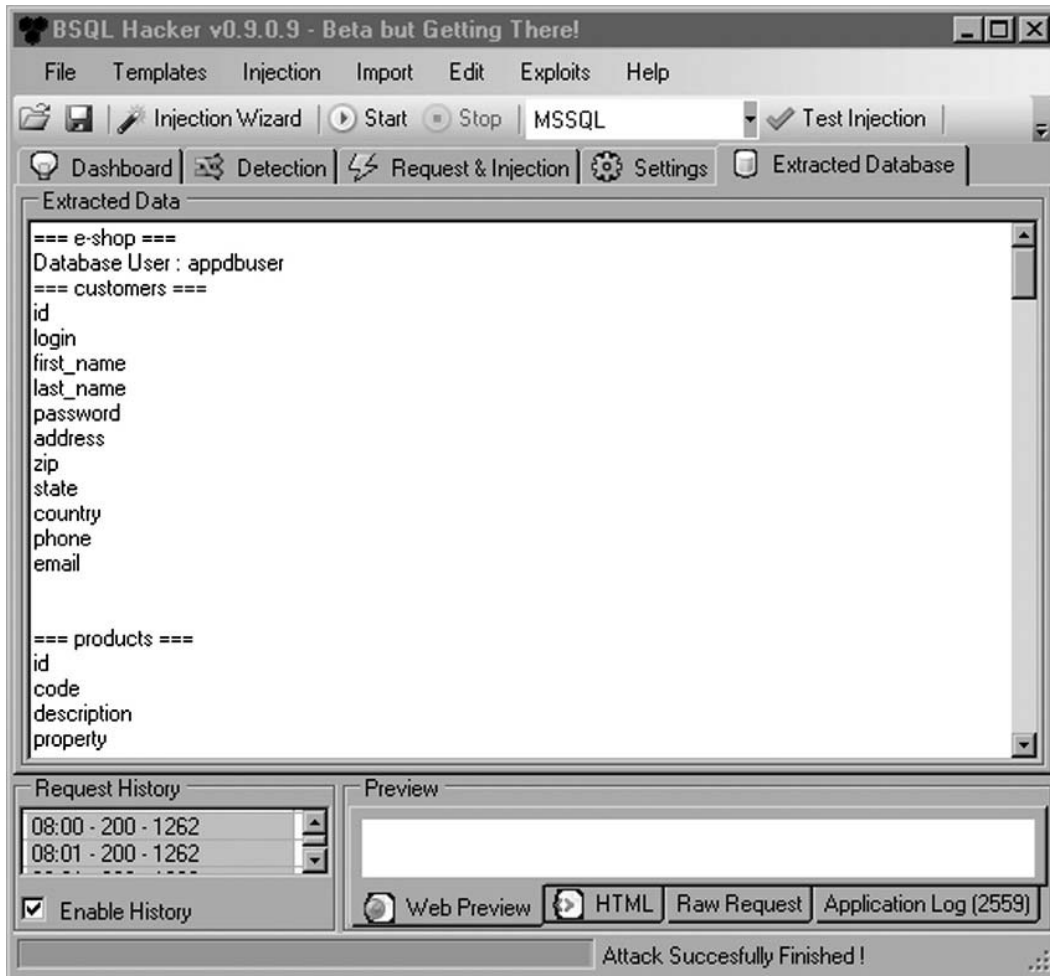 BSQL Hacker v0.9.0.9 - Beta but Getting There!
File Templates Injection Import Edit Exploits Help
Injection Wizard Start Stop MSSQL Test Injection
Dashboard Detection Request & Injection Settings Extracted Database
Extracted Data
=== e-shop ===
Database User : appdbuser
=== customers ===
id
login
first_name
last_name
password
address
zip
state
country
phone
email
=== products ===
id
code
description
property
Request History
08:00 - 200 - 1262
08:01 - 200 - 1262
Enable History
Preview
Web Preview HTML Raw Request Application Log (2559)
Attack Succesfully Finished !